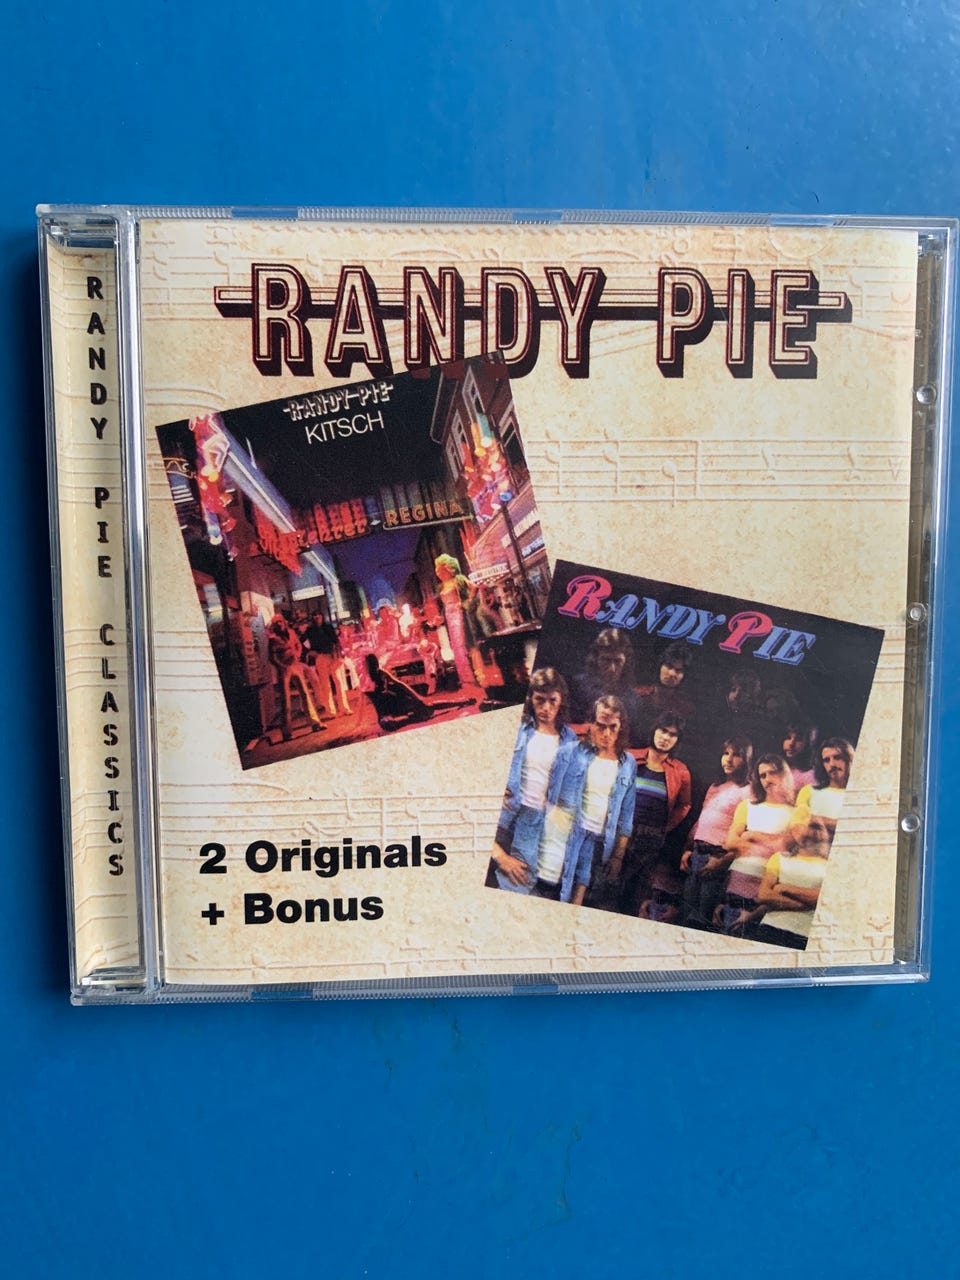 RANDY PIE CLASSICS
RANDY PIE
RANDY PIE
KITSCH
REGINA
RANDY PIE
2 Originals
+ Bonus